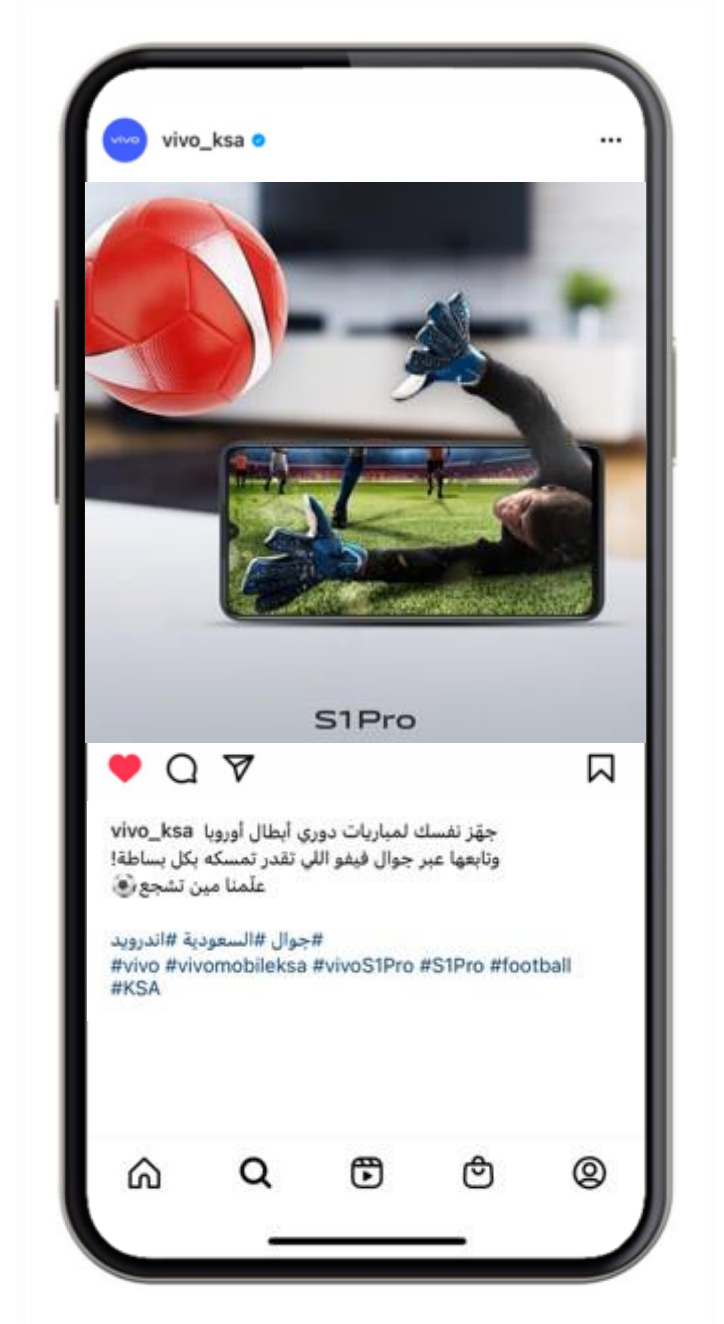 vivo
vivo_ksa
S1Pro
vivo_ksa جهّز نفسك لمباريات دوري أبطال أوروبا
وتابعها عبر جوال فيفو اللي تقدر تمسكه بكل بساطة!
علّمنا مين تشجع⚽
#جوال #السعودية #اندرويد
#vivo #vivomobileksa #vivoS1Pro #S1Pro #football
#KSA